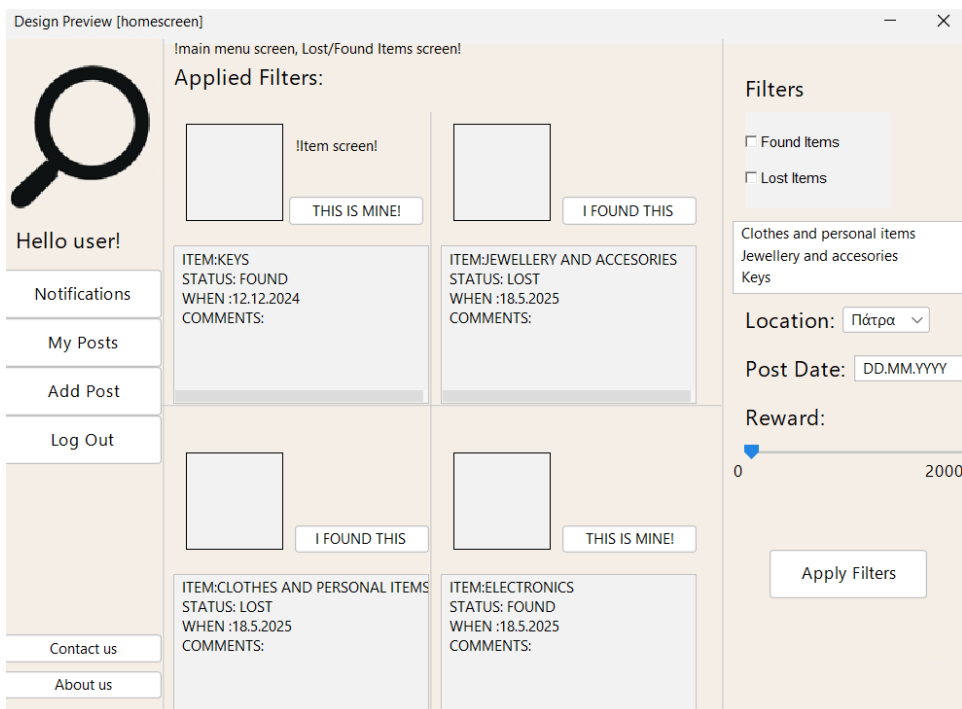 Design Preview [homescreen]
Hello user!
Notifications
My Posts
Add Post
Log Out
Contact us
About us
!main menu screen, Lost/Found Items screen!
Applied Filters:
!Item screen!
THIS IS MINE!
ITEM:KEYS
STATUS: FOUND
WHEN :12.12.2024
COMMENTS:
I FOUND THIS
ITEM:JEWELLERY AND ACCESORIES
STATUS: LOST
WHEN :18.5.2025
COMMENTS:
I FOUND THIS
ITEM:CLOTHES AND PERSONAL ITEMS
STATUS: LOST
WHEN :18.5.2025
COMMENTS:
THIS IS MINE!
ITEM:ELECTRONICS
STATUS: FOUND
WHEN :18.5.2025
COMMENTS:
Filters
Found Items
Lost Items
Clothes and personal items
Jewellery and accesories
Keys
Location: Πάτρα
Post Date: DD.MM.YYYY
Reward:
0 2000
Apply Filters